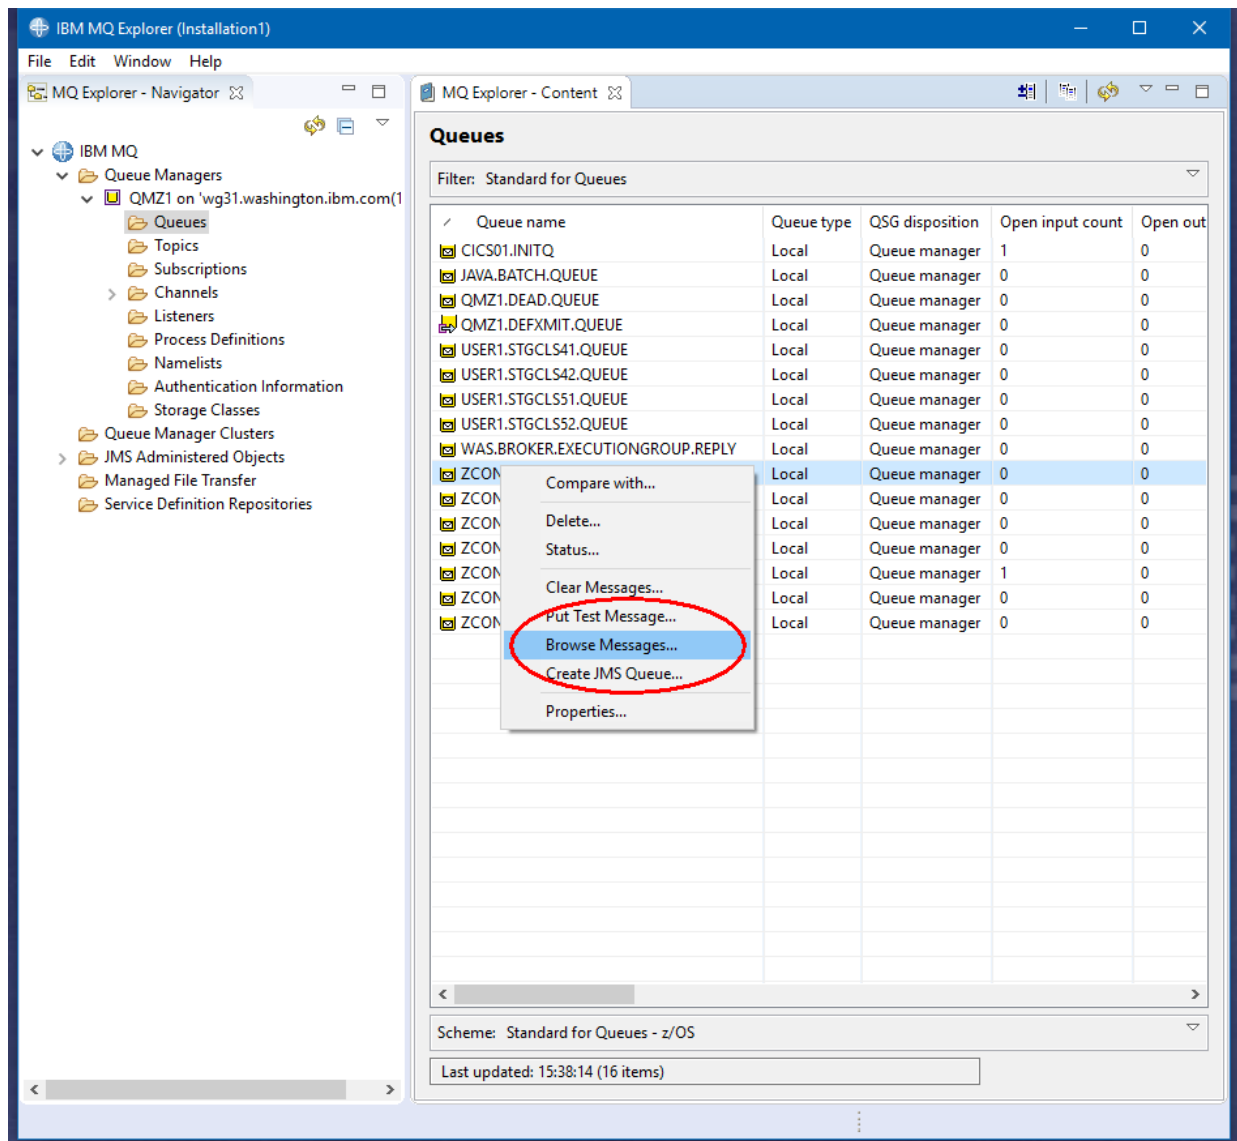 IBM MQ Explorer (Installation1)
File Edit Window Help
MQ Explorer - Navigator
IBM MQ
Queue Managers
QMZ1 on 'wg31.washington.ibm.com(1
Queues
Topics
Subscriptions
Channels
Listeners
Process Definitions
Namelists
Authentication Information
Storage Classes
Queue Manager Clusters
JMS Administered Objects
Managed File Transfer
Service Definition Repositories
MQ Explorer - Content
Queues
Filter: Standard for Queues
Queue name Queue type QSG disposition Open input count Open out
CICS01.INITQ Local Queue manager 1 0
JAVA.BATCH.QUEUE Local Queue manager 0 0
QMZ1.DEAD.QUEUE Local Queue manager 0 0
QMZ1.DEFXMIT.QUEUE Local Queue manager 0 0
USER1.STGCLS41.QUEUE Local Queue manager 0 0
USER1.STGCLS42.QUEUE Local Queue manager 0 0
USER1.STGCLS51.QUEUE Local Queue manager 0 0
USER1.STGCLS52.QUEUE Local Queue manager 0 0
WAS.BROKER.EXECUTIONGROUP.REPLY Local Queue manager 0 0
ZCON Local Queue manager 0 0
ZCON Local Queue manager 0 0
ZCON Local Queue manager 0 0
ZCON Local Queue manager 0 0
ZCON Local Queue manager 1 0
ZCON Local Queue manager 0 0
ZCON Local Queue manager 0 0
Compare with...
Delete...
Status...
Clear Messages...
Put Test Message...
Browse Messages...
Create JMS Queue...
Properties...
Scheme: Standard for Queues - z/OS
Last updated: 15:38:14 (16 items)